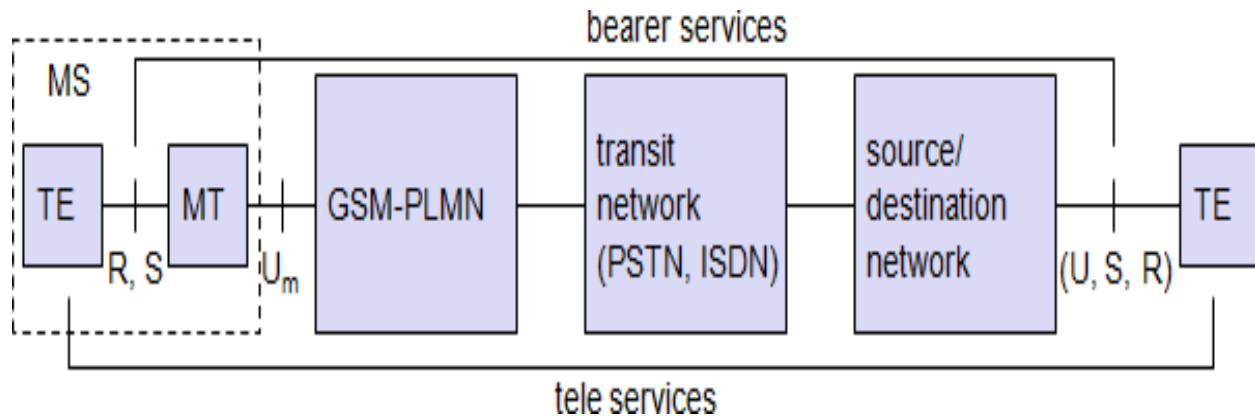 bearer services
MS
TE
MT
GSM-PLMN
transit
network
(PSTN, ISDN)
source/
destination
network
TE
R, S
Um
(U, S, R)
tele services